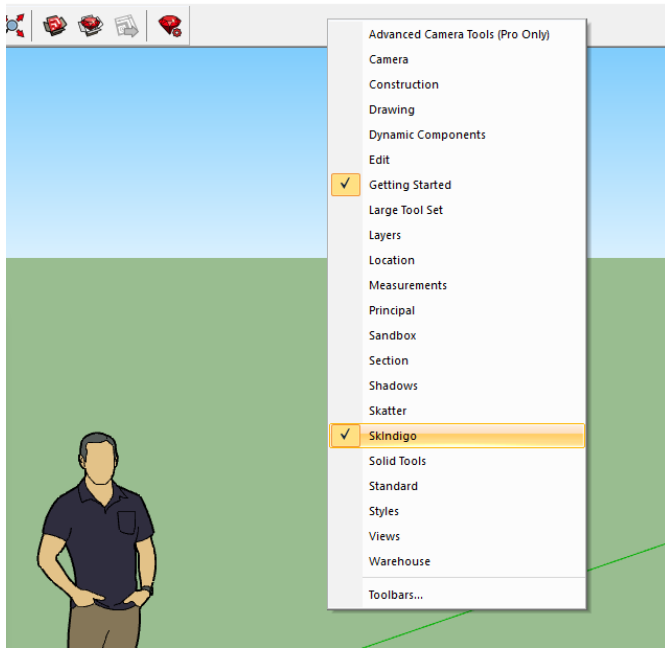 Advanced Camera Tools (Pro Only)
Camera
Construction
Drawing
Dynamic Components
Edit
Getting Started
Large Tool Set
Layers
Location
Measurements
Principal
Sandbox
Section
Shadows
Skatter
SkIndigo
Solid Tools
Standard
Styles
Views
Warehouse
Toolbars...